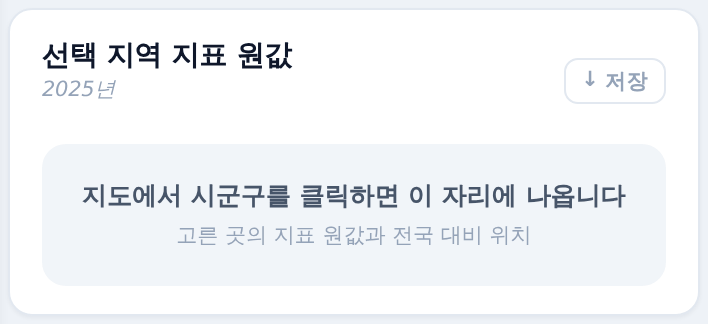 선택 지역 지표 원값
2025년
↓ 저장
지도에서 시군구를 클릭하면 이 자리에 나옵니다
고른 곳의 지표 원값과 전국 대비 위치